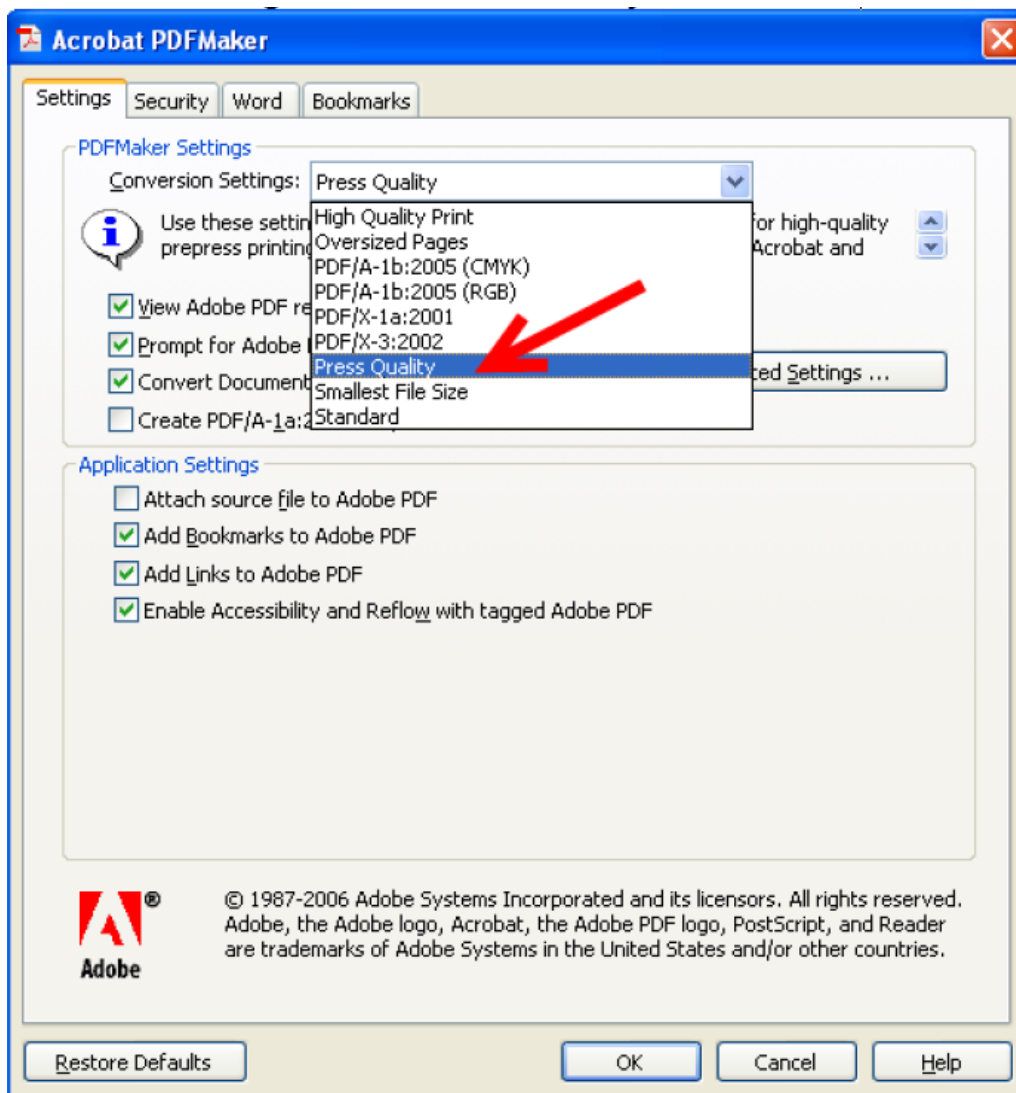 Acrobat PDFMaker
Settings Security Word Bookmarks
PDFMaker Settings
Conversion Settings: Press Quality
High Quality Print
Oversized Pages
PDF/A-1b:2005 (CMYK)
PDF/A-1b:2005 (RGB)
PDF/X-1a:2001
PDF/X-3:2002
Press Quality
Smallest File Size
Standard
Use these settin for high-quality
prepress printing Acrobat and
View Adobe PDF re
Prompt for Adobe
Convert Document ced Settings ...
Create PDF/A-1a:2
Application Settings
Attach source file to Adobe PDF
Add Bookmarks to Adobe PDF
Add Links to Adobe PDF
Enable Accessibility and Reflow with tagged Adobe PDF
® © 1987-2006 Adobe Systems Incorporated and its licensors. All rights reserved.
Adobe, the Adobe logo, Acrobat, the Adobe PDF logo, PostScript, and Reader
are trademarks of Adobe Systems in the United States and/or other countries.
Adobe
Restore Defaults OK Cancel Help